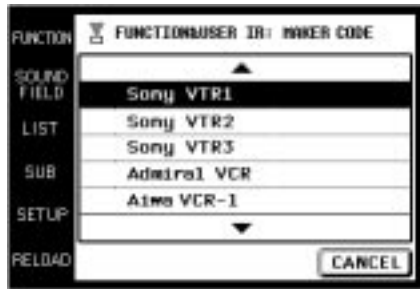 FUNCTION
SOUND
FIELD
LIST
SUB
SETUP
RELOAD
FUNCTION&USER IR: MAKER CODE
Sony VTR1
Sony VTR2
Sony VTR3
Admiral VCR
Aiwa VCR-1
CANCEL